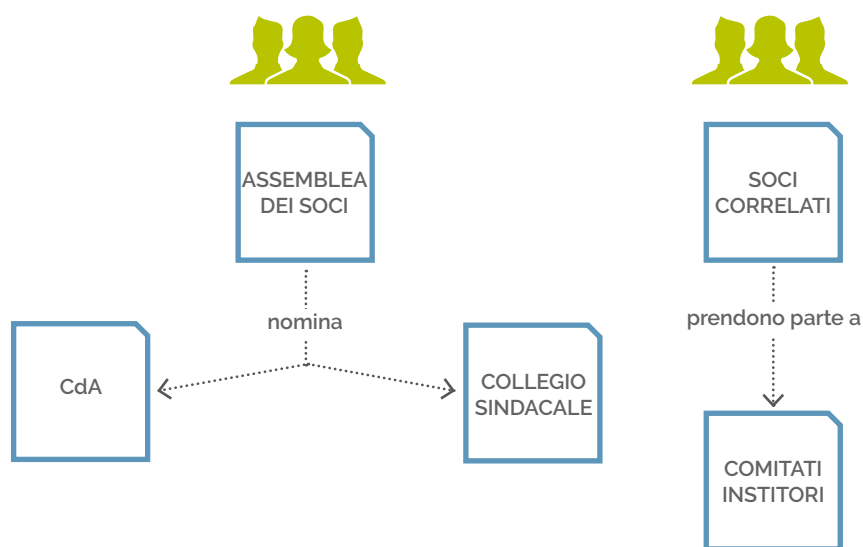 ASSEMBLEA
DEI SOCI
nomina
CdA
COLLEGIO
SINDACALE
SOCI
CORRELATI
prendono parte a
COMITATI
INSTITORI